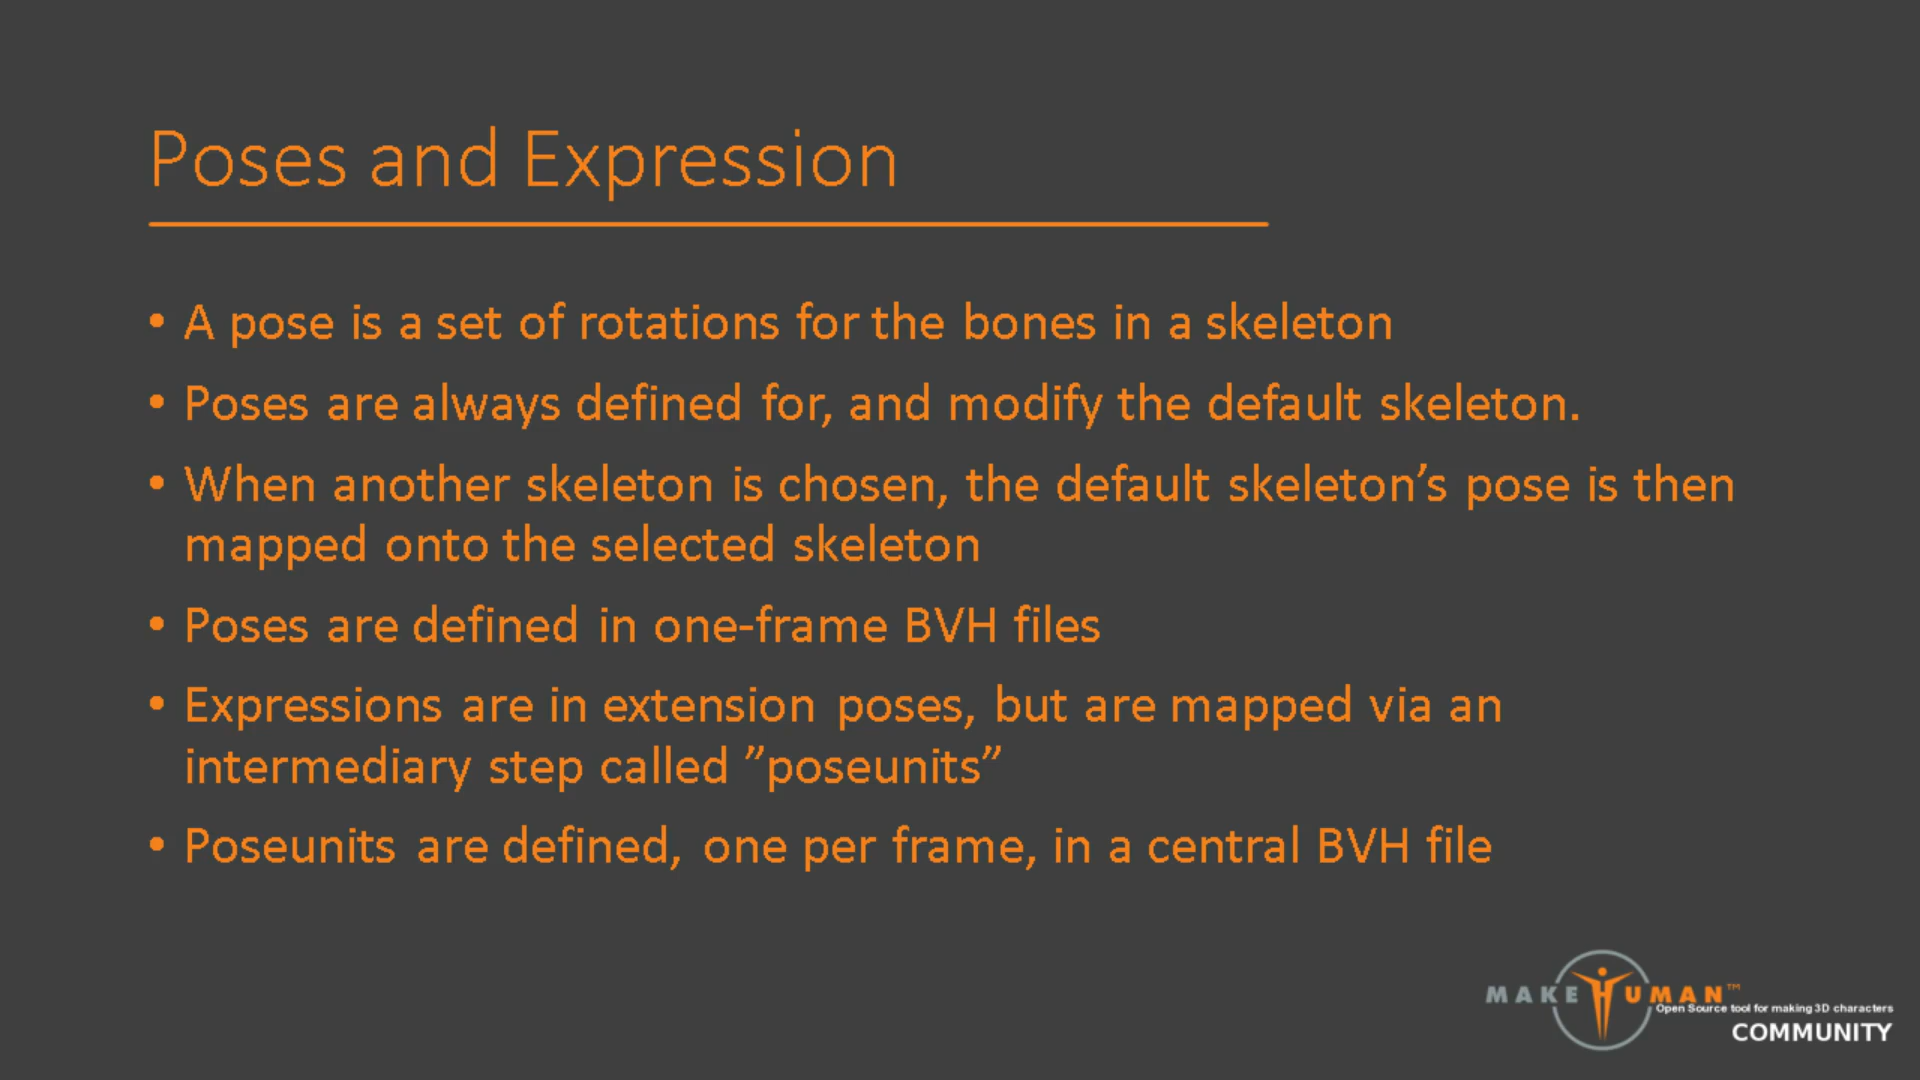 Poses and Expression
• A pose is a set of rotations for the bones in a skeleton
• Poses are always defined for, and modify the default skeleton.
• When another skeleton is chosen, the default skeleton’s pose is then
mapped onto the selected skeleton
• Poses are defined in one-frame BVH files
• Expressions are in extension poses, but are mapped via an
intermediary step called ”poseunits”
• Poseunits are defined, one per frame, in a central BVH file
MAKEHUMAN™
Open Source tool for making 3D characters
COMMUNITY